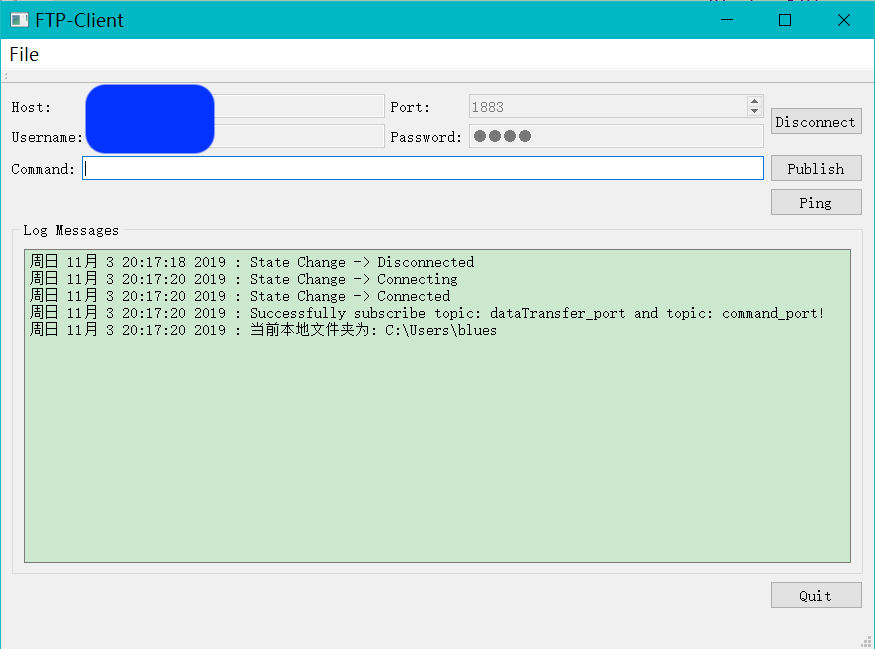 FTP-Client
File
Host: Port: 1883
Disconnect
Username: Password: ●●●●
Command: Publish
Ping
Log Messages
周日 11月 3 20:17:18 2019 : State Change -> Disconnected
周日 11月 3 20:17:20 2019 : State Change -> Connecting
周日 11月 3 20:17:20 2019 : State Change -> Connected
周日 11月 3 20:17:20 2019 : Successfully subscribe topic: dataTransfer_port and topic: command_port!
周日 11月 3 20:17:20 2019 : 当前本地文件夹为: C:\Users\blues
Quit